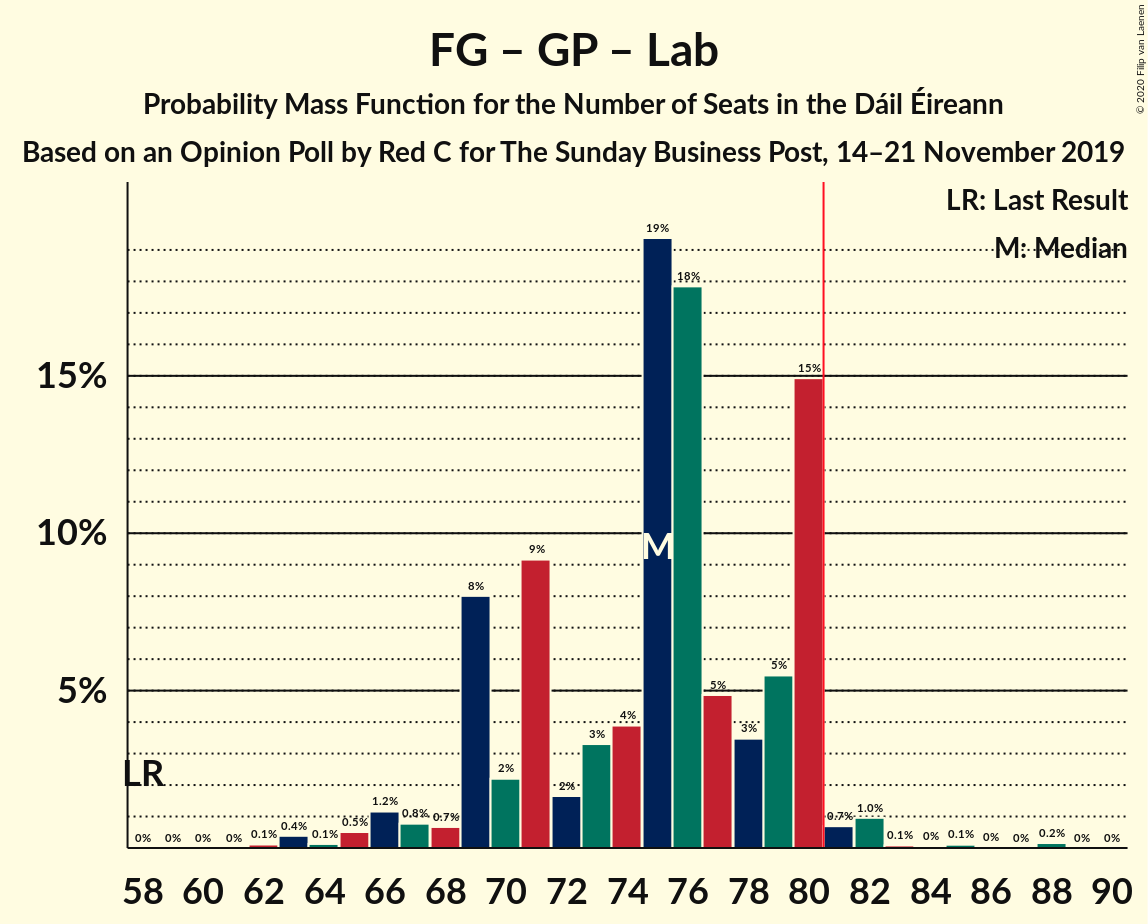 FG – GP – Lab
Probability Mass Function for the Number of Seats in the Dáil Éireann
Based on an Opinion Poll by Red C for The Sunday Business Post, 14–21 November 2019
© 2020 Filip van Laenen
LR: Last Result
M: Median
15%
10%
5%
LR
M
0% 0% 0% 0% 0.1% 0.4% 0.1% 0.5% 1.2% 0.8% 0.7% 8% 2% 9% 2% 3% 4% 19% 18% 5% 3% 5% 15% 0.7% 1.0% 0.1% 0% 0.1% 0% 0% 0.2% 0% 0%
58 60 62 64 66 68 70 72 74 76 78 80 82 84 86 88 90